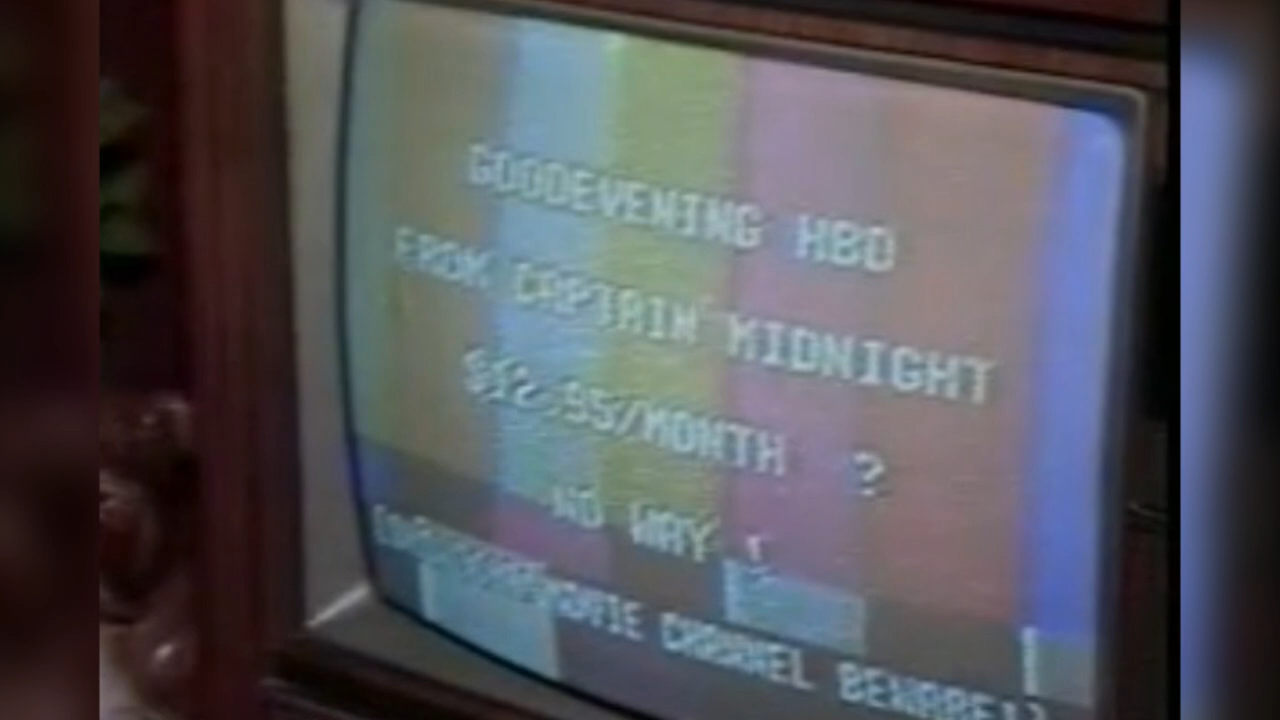 GOODEVENING HBO
FROM CAPTAIN MIDNIGHT
$12.95/MONTH ?
NO WAY !
MOVIE CHANNEL BEWARE!]